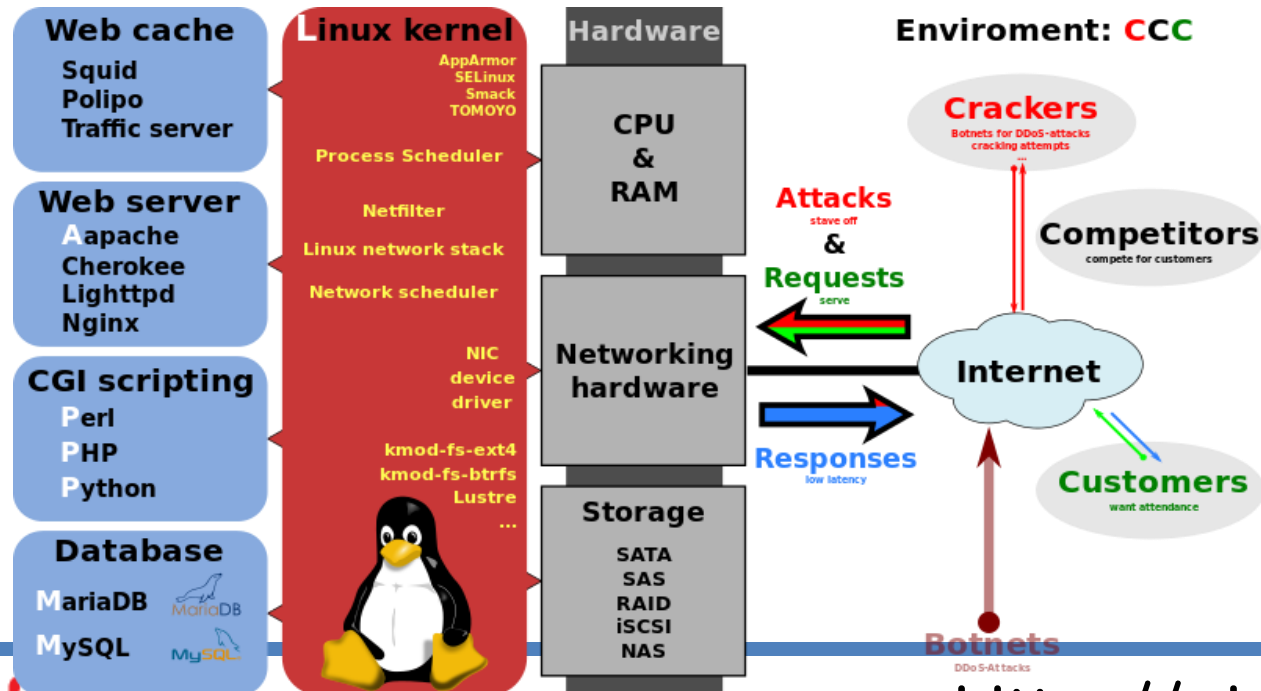 Web cache
Squid
Polipo
Traffic server
Web server
Aapache
Cherokee
Lighttpd
Nginx
CGI scripting
Perl
PHP
Python
Database
MariaDB
MariaDB
MySQL
MySQL
Linux kernel
AppArmor
SELinux
Smack
TOMOYO
Process Scheduler
Netfilter
Linux network stack
Network scheduler
NIC
device
driver
kmod-fs-ext4
kmod-fs-btrfs
Lustre
...
Hardware
CPU
&
RAM
Networking
hardware
Storage
SATA
SAS
RAID
iSCSI
NAS
Enviroment: CCC
Crackers
Botnets for DDoS-attacks
cracking attempts
...
Attacks
stave off
&
Requests
serve
Competitors
compete for customers
Internet
Responses
low latency
Customers
want attendance
Botnets
DDoS-Attacks